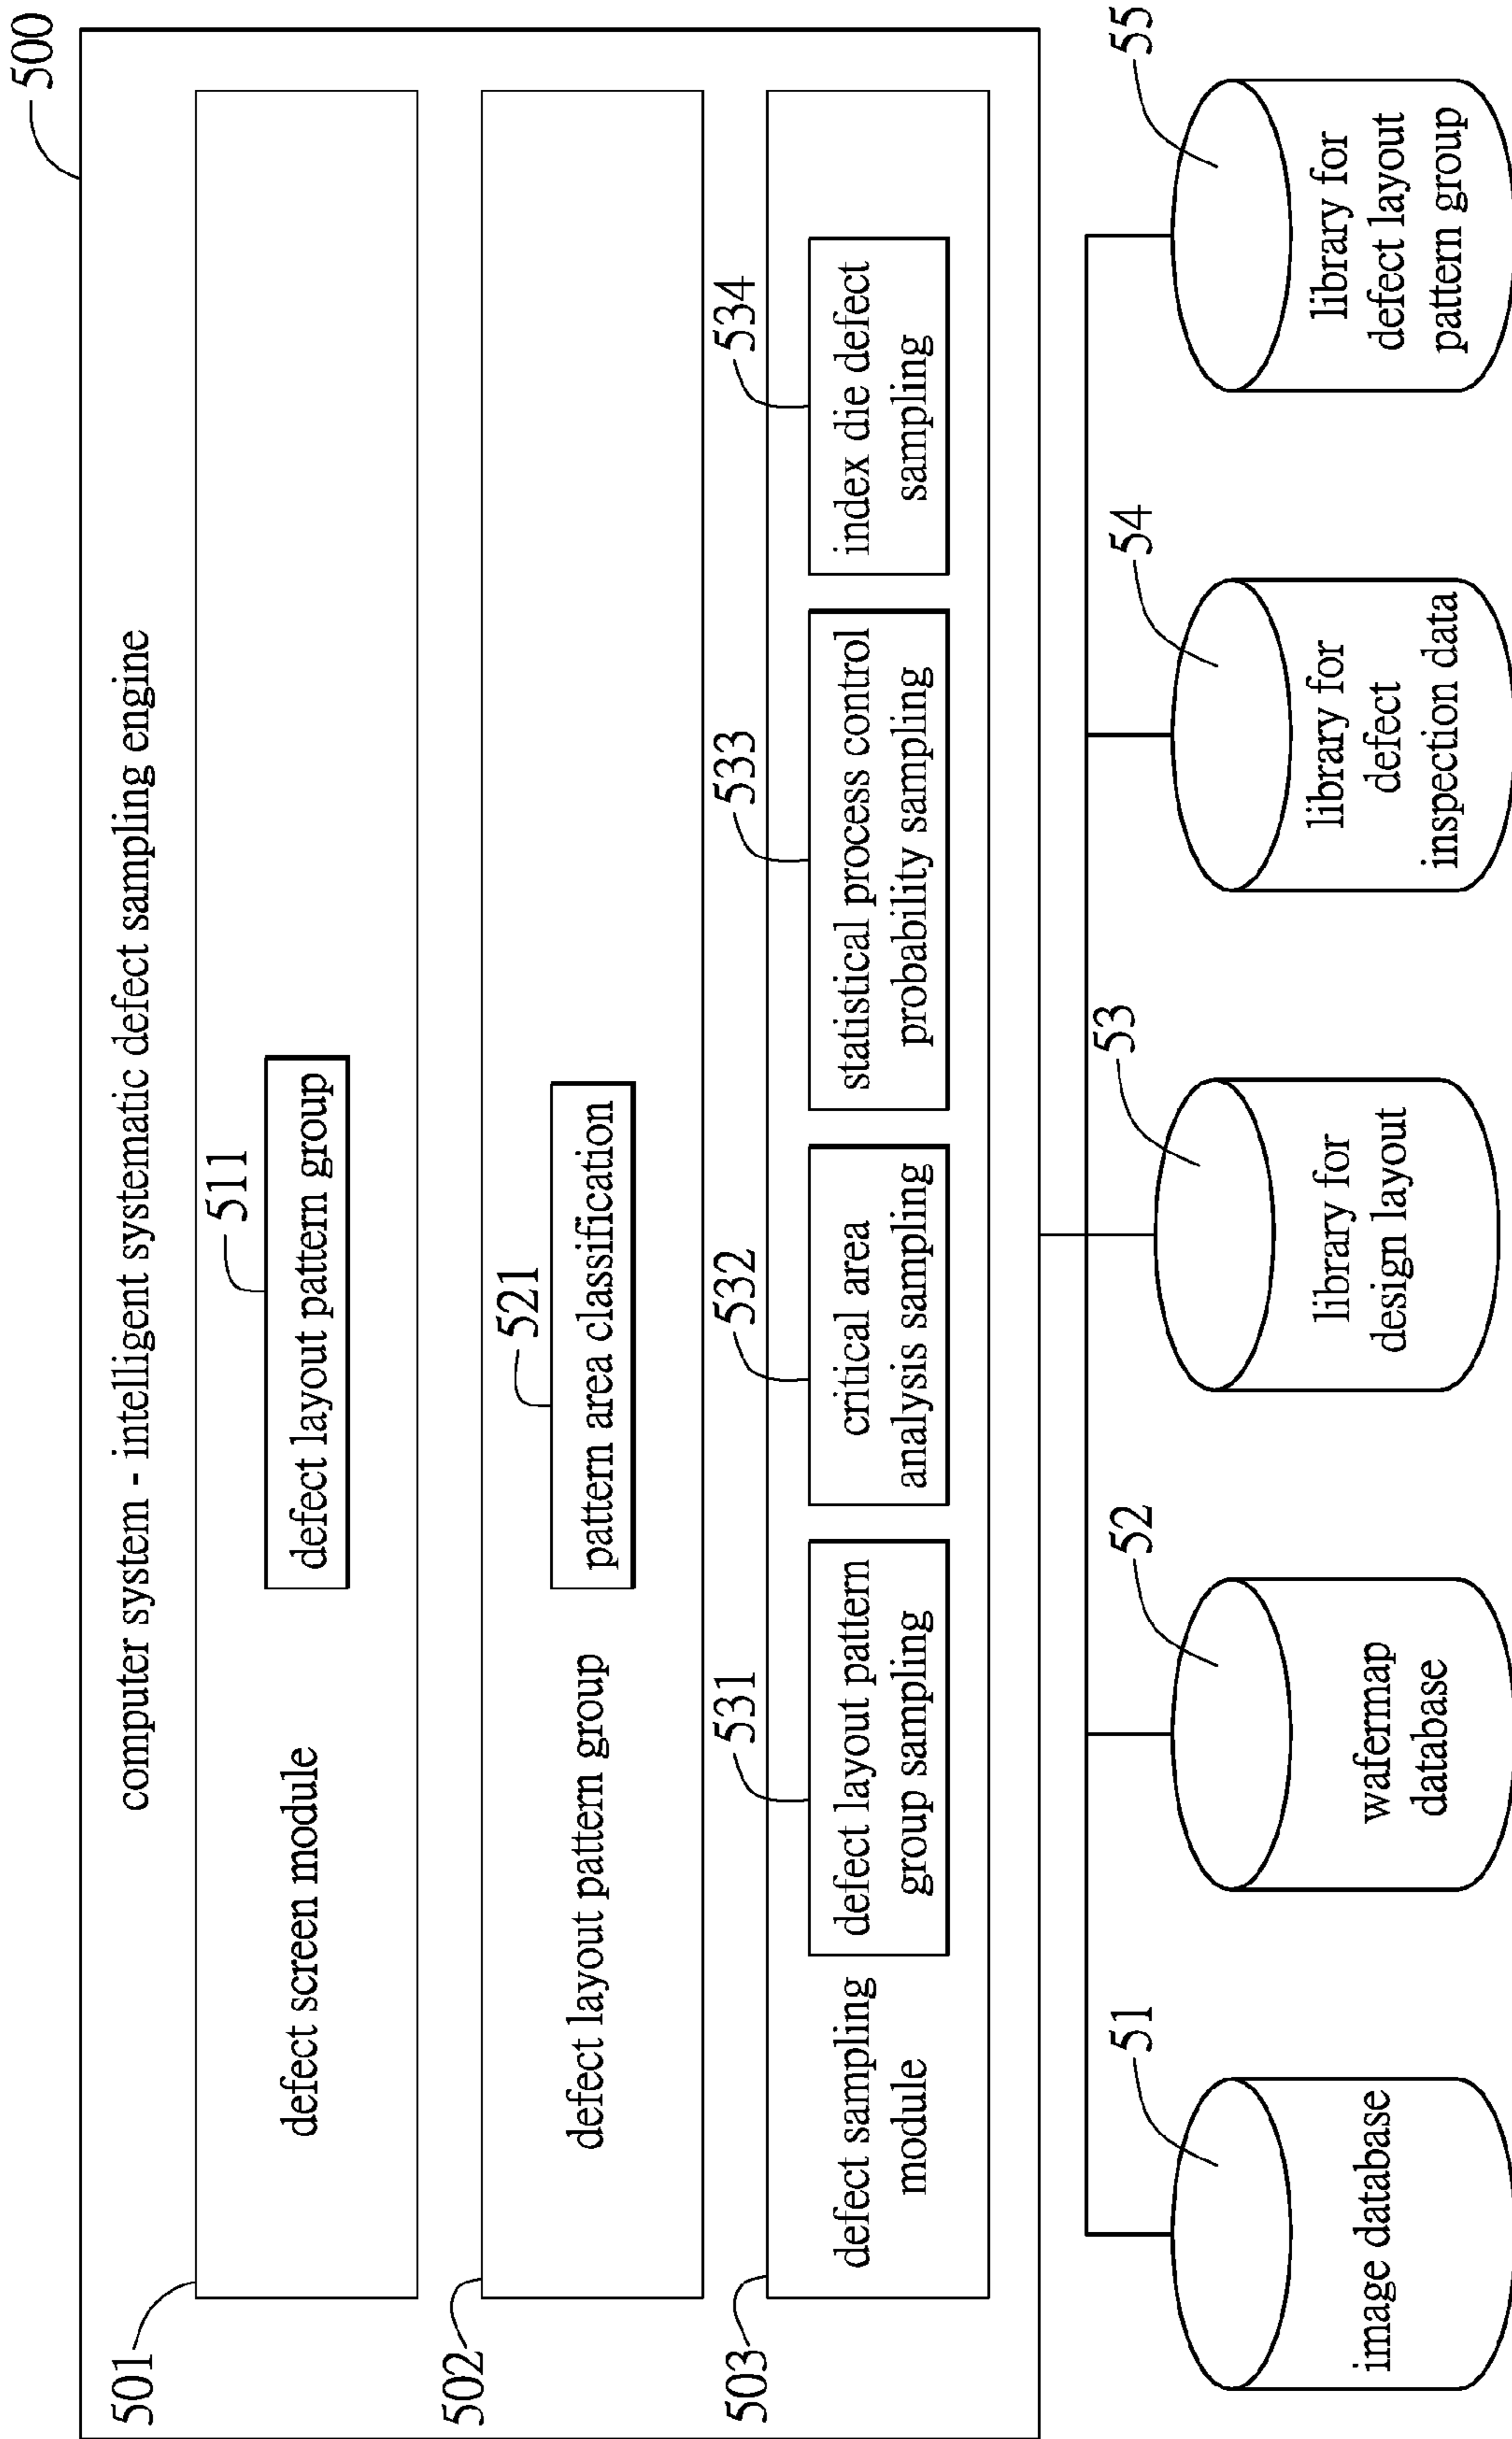 500
computer system - intelligent systematic defect sampling engine
501
defect screen module
511
defect layout pattern group
502
defect layout pattern group
521
pattern area classification
503
defect sampling
module
531
defect layout pattern
group sampling
532
critical area
analysis sampling
533
statistical process control
probability sampling
534
index die defect
sampling
51
image database
52
wafermap
database
53
library for
design layout
54
library for
defect
inspection data
55
library for
defect layout
pattern group